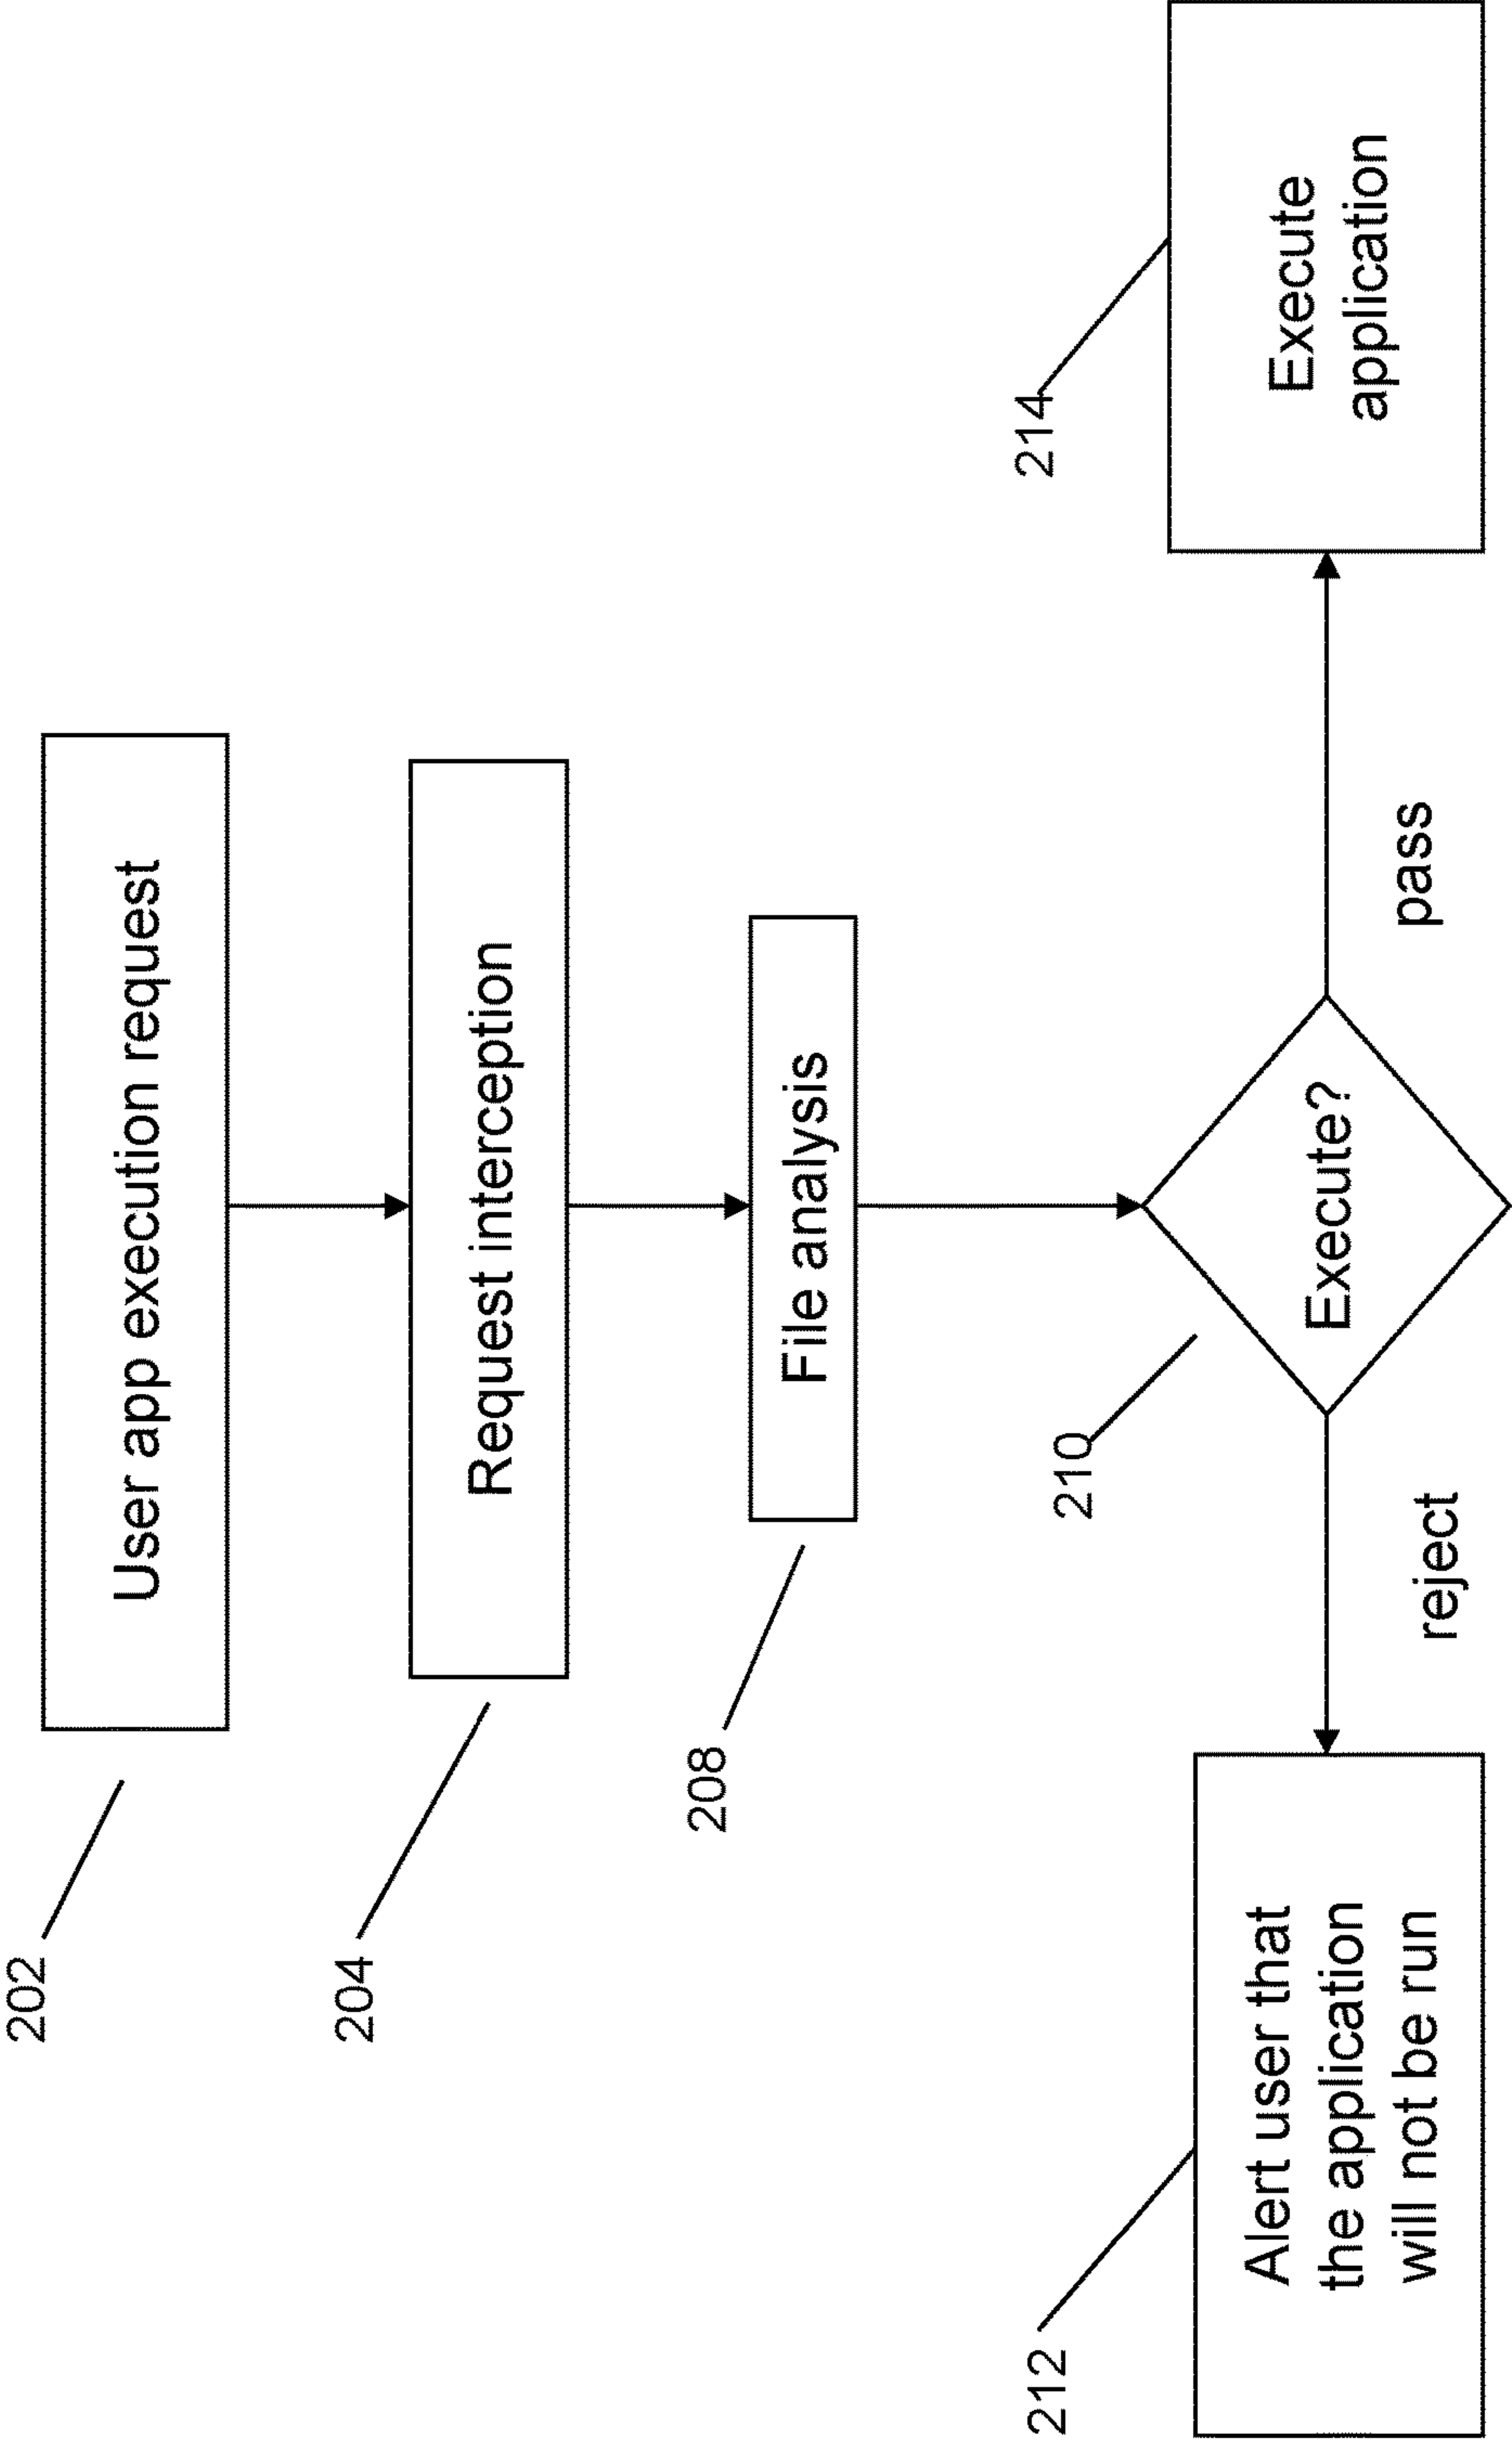 202
User app execution request
204
Request interception
208
File analysis
210
Execute?
reject
pass
212
Alert user that
the application
will not be run
214
Execute
application